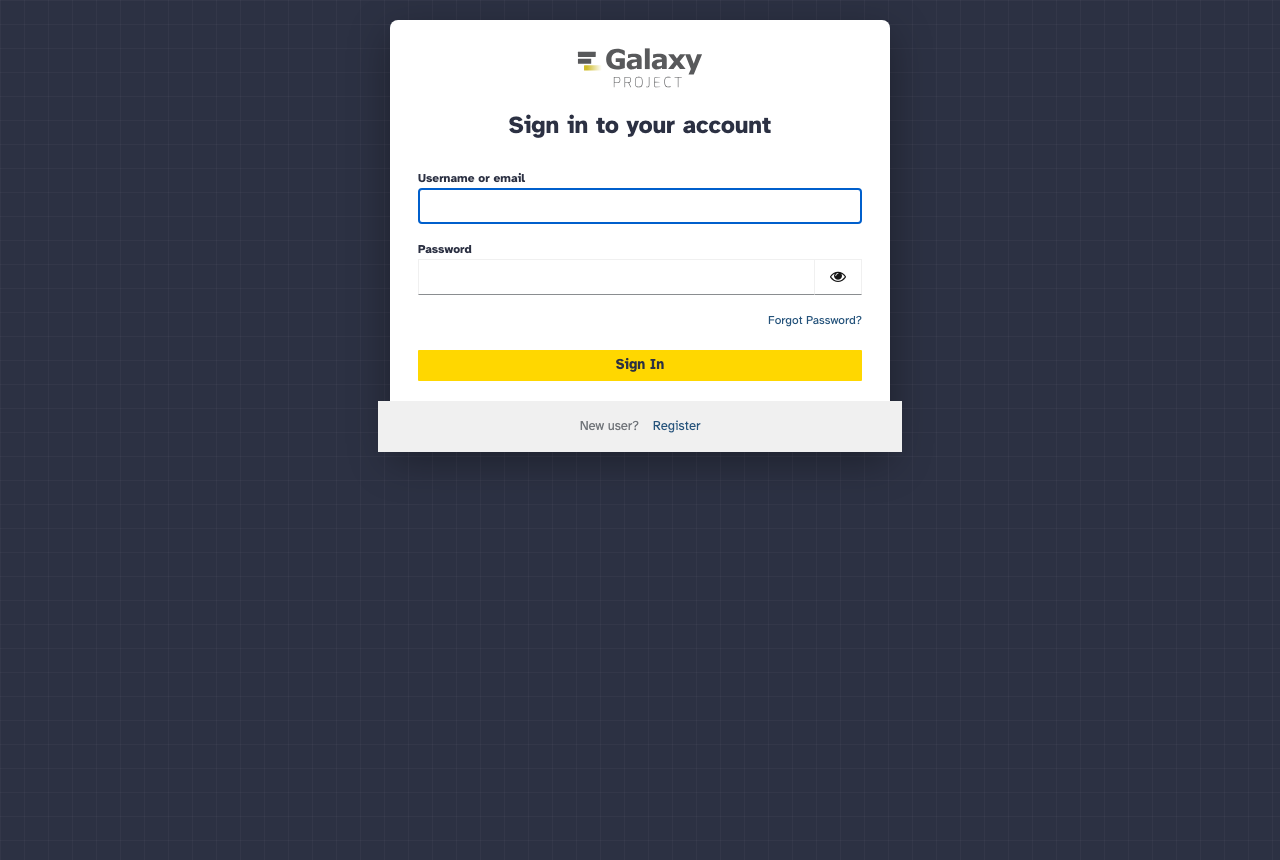 Galaxy
PROJECT
Sign in to your account
Username or email
Password
Forgot Password?
Sign In
New user? Register